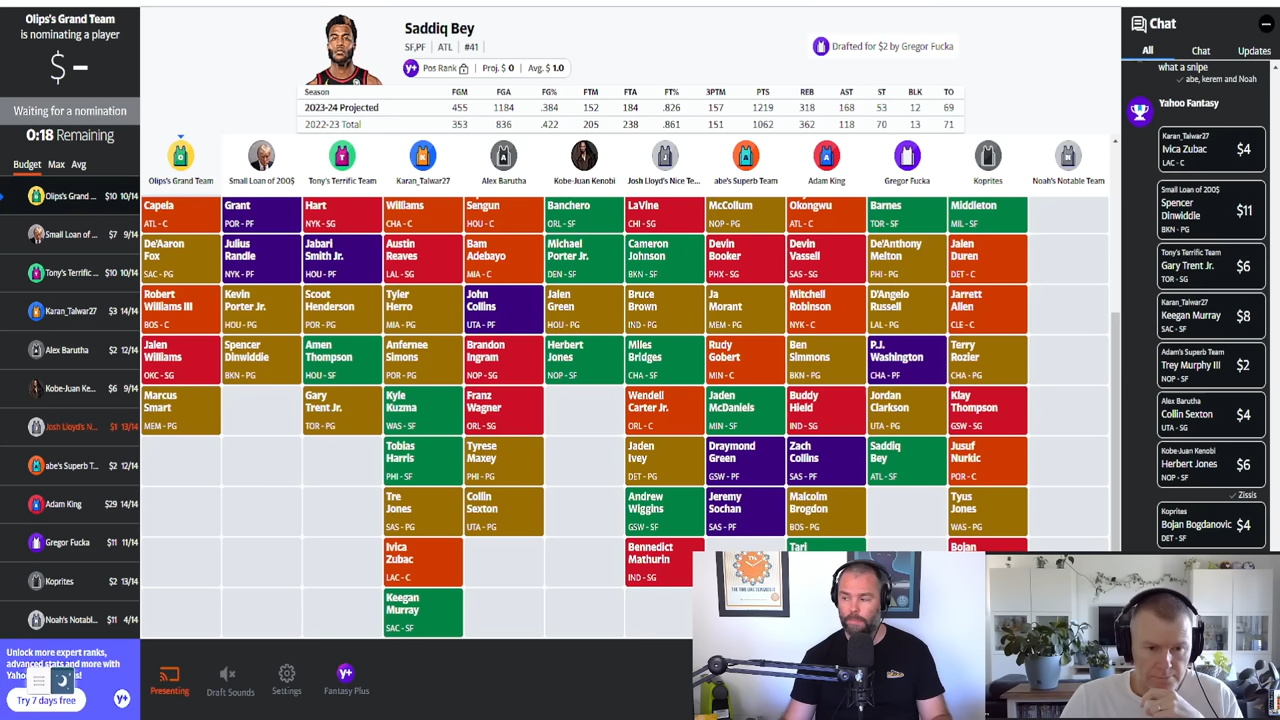 Olips's Grand Team
is nominating a player
$ –
Waiting for a nomination
0:18 Remaining
Budget Max Avg
Olips's Grand ... $10 10/14
Small Loan of ... $7 9/14
Tony's Terrific ... $10 10/14
Karan_Talwar27 $3 14/14
Alex Barutha $2 12/14
Kobe-Juan Ke... $6 9/14
Josh Lloyd's N... $1 13/14
abe's Superb T... $2 12/14
Adam King $29 14/14
Gregor Fucka $1 11/14
Koprites $2 13/14
Noah's Notabl... $11 4/14
Unlock more expert ranks,
advanced stats and more with
Try 7 days free
y+
Saddiq Bey
SF,PF | ATL | #41
y+ Pos Rank Proj. $ 0 Avg. $ 1.0
Drafted for $2 by Gregor Fucka
Season FGM FGA FG% FTM FTA FT% 3PTM PTS REB AST ST BLK TO
2023-24 Projected 455 1184 .384 152 184 .826 157 1219 318 168 53 12 69
2022-23 Total 353 836 .422 205 238 .861 151 1062 362 118 70 13 71
O T K A J A A G K N
Olips's Grand Team Small Loan of 200$ Tony's Terrific Team Karan_Talwar27 Alex Barutha Kobe-Juan Kenobi Josh Lloyd's Nice Te... abe's Superb Team Adam King Gregor Fucka Koprites Noah's Notable Team
Capela Grant Hart Williams Sengun Banchero LaVine McCollum Okongwu Barnes Middleton
ATL - C POR - PF NYK - SG CHA - C HOU - C ORL - SF CHI - SG NOP - PG ATL - C TOR - SF MIL - SF
De'Aaron Julius Jabari Austin Bam Michael Cameron Devin Devin De'Anthony Jalen
Fox Randle Smith Jr. Reaves Adebayo Porter Jr. Johnson Booker Vassell Melton Duren
SAC - PG NYK - PF HOU - PF LAL - SG MIA - C DEN - SF BKN - SF PHX - SG SAS - SG PHI - PG DET - C
Robert Kevin Scoot Tyler John Jalen Bruce Ja Mitchell D'Angelo Jarrett
Williams III Porter Jr. Henderson Herro Collins Green Brown Morant Robinson Russell Allen
BOS - C HOU - PG POR - PG MIA - PG UTA - PF HOU - PG IND - PG MEM - PG NYK - C LAL - PG CLE - C
Jalen Spencer Amen Anfernee Brandon Herbert Miles Rudy Ben P.J. Terry
Williams Dinwiddie Thompson Simons Ingram Jones Bridges Gobert Simmons Washington Rozier
OKC - SG BKN - PG HOU - SF POR - PG NOP - SG NOP - SF CHA - SF MIN - C BKN - PG CHA - PF CHA - PG
Marcus Gary Kyle Franz Wendell Jaden Buddy Jordan Klay
Smart Trent Jr. Kuzma Wagner Carter Jr. McDaniels Hield Clarkson Thompson
MEM - PG TOR - PG WAS - SF ORL - SG ORL - C MIN - SF IND - SG UTA - PG GSW - SG
Tobias Tyrese Jaden Draymond Zach Saddiq Jusuf
Harris Maxey Ivey Green Collins Bey Nurkic
PHI - SF PHI - PG DET - PG GSW - PF SAS - PF ATL - SF POR - C
Tre Collin Andrew Jeremy Malcolm Tyus
Jones Sexton Wiggins Sochan Brogdon Jones
SAS - PG UTA - PG GSW - SF SAS - PF BOS - PG WAS - PG
Ivica Bennedict Tari Bojan
Zubac Mathurin
LAC - C IND - SG
Keegan
Murray
SAC - SF
Presenting Draft Sounds Settings Fantasy Plus
Chat
All Chat Updates
what a snipe
abe, kerem and Noah
Yahoo Fantasy
Karan_Talwar27
Ivica Zubac $4
LAC - C
Small Loan of 200$
Spencer
Dinwiddie $11
BKN - PG
Tony's Terrific Team
Gary Trent Jr. $6
TOR - SG
Karan_Talwar27
Keegan Murray $8
SAC - SF
Adam's Superb Team
Trey Murphy III $2
NOP - SF
Alex Barutha
Collin Sexton $4
UTA - SG
Kobe-Juan Kenobi
Herbert Jones $6
NOP - SF
Zissis
Koprites
Bojan Bogdanovic $4
DET - SF